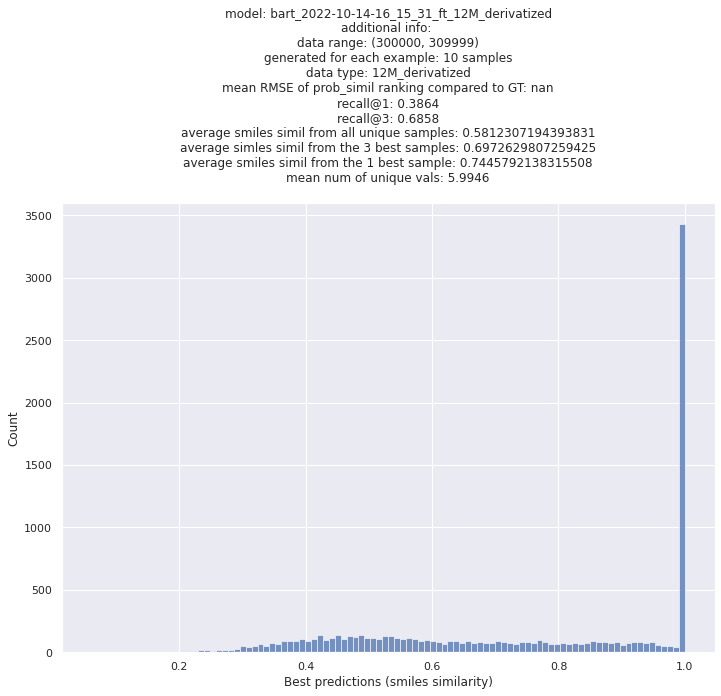 model: bart_2022-10-14-16_15_31_ft_12M_derivatized
additional info:
data range: (300000, 309999)
generated for each example: 10 samples
data type: 12M_derivatized
mean RMSE of prob_simil ranking compared to GT: nan
recall@1: 0.3864
recall@3: 0.6858
average smiles simil from all unique samples: 0.5812307194393831
average simles simil from the 3 best samples: 0.6972629807259425
average smiles simil from the 1 best sample: 0.7445792138315508
mean num of unique vals: 5.9946
3500
3000
2500
2000
1500
1000
500
0
Count
0.2 0.4 0.6 0.8 1.0
Best predictions (smiles similarity)